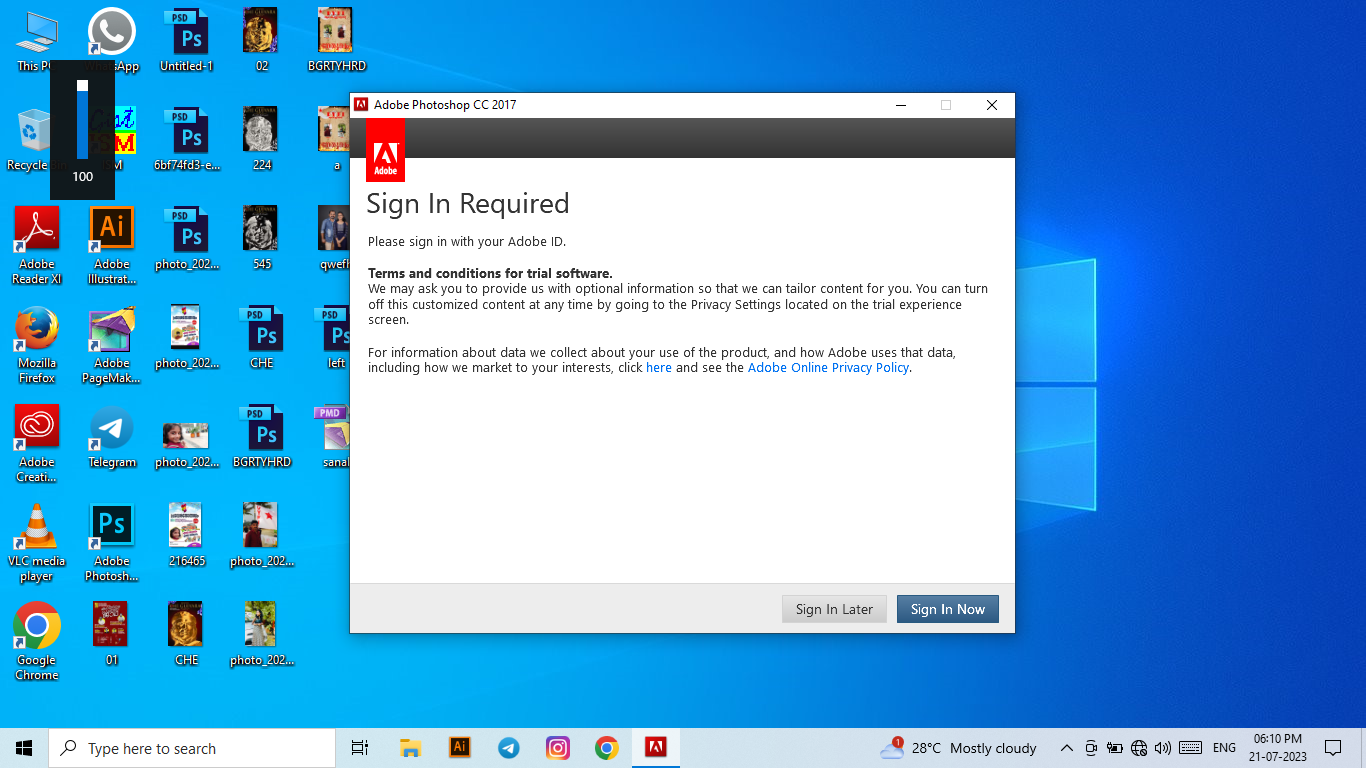 This PC
WhatsApp
PSD
Ps
Untitled-1
02
BGRTYHRD
100
Recycle
ISM
PSD
Ps
6bf74fd3-e...
224
a
Adobe
Reader XI
Ai
Adobe
Illustrat...
PSD
Ps
photo_202...
545
qwefh
Mozilla
Firefox
Adobe
PageMak...
photo_202...
PSD
Ps
CHE
PSD
Ps
left
Adobe
Creati...
Telegram
photo_202...
PSD
Ps
BGRTYHRD
PMD
sanal
VLC media
player
Ps
Adobe
Photosh...
216465
photo_202...
Google
Chrome
01
CHE
photo_202...
Adobe Photoshop CC 2017
Adobe
Sign In Required
Please sign in with your Adobe ID.
Terms and conditions for trial software.
We may ask you to provide us with optional information so that we can tailor content for you. You can turn
off this customized content at any time by going to the Privacy Settings located on the trial experience
screen.
For information about data we collect about your use of the product, and how Adobe uses that data,
including how we market to your interests, click here and see the Adobe Online Privacy Policy.
Sign In Later
Sign In Now
Type here to search
Ai
1
28°C Mostly cloudy
ENG
06:10 PM
21-07-2023